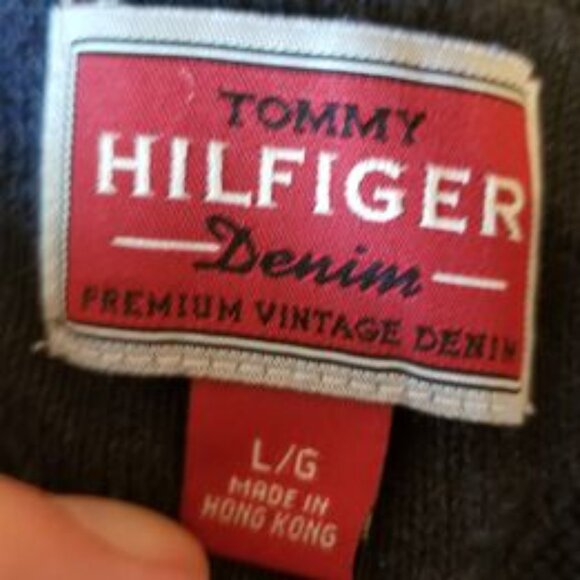 TOMMY
HILFIGER
Denim
PREMIUM VINTAGE DENIM
L/G
MADE IN
HONG KONG